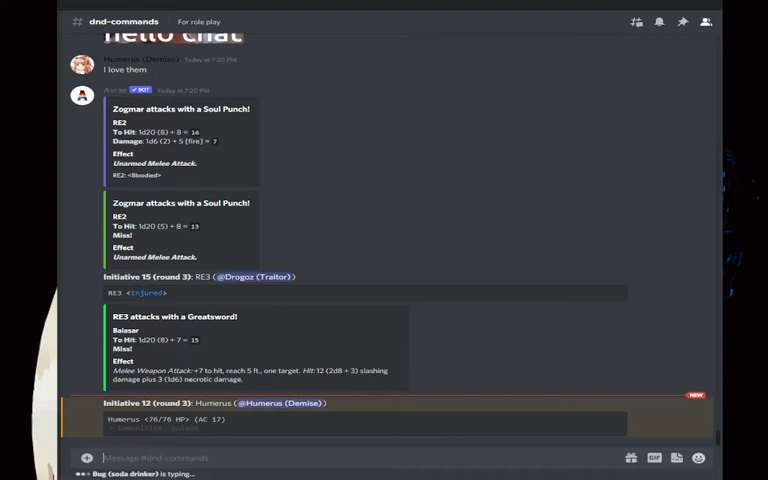 # dnd-commands For role play
hello chat
Humerus (Demise) Today at 7:20 PM
I love them
Avrae ✓ BOT Today at 7:20 PM
Zogmar attacks with a Soul Punch!
RE2
To Hit: 1d20 (8) + 8 = 16
Damage: 1d6 (2) + 5 [fire] = 7
Effect
Unarmed Melee Attack.
RE2: <Bloodied>
Zogmar attacks with a Soul Punch!
RE2
To Hit: 1d20 (5) + 8 = 13
Miss!
Effect
Unarmed Melee Attack.
Initiative 15 (round 3): RE3 (@Drogoz (Traitor))
RE3 <Injured>
RE3 attacks with a Greatsword!
Balasar
To Hit: 1d20 (8) + 7 = 15
Miss!
Effect
Melee Weapon Attack: +7 to hit, reach 5 ft., one target. Hit: 12 (2d8 + 3) slashing
damage plus 3 (1d6) necrotic damage.
NEW
Initiative 12 (round 3): Humerus (@Humerus (Demise))
Humerus <76/76 HP> (AC 17)
* Immunities: poison
Message #dnd-commands
GIF
Bug (soda drinker) is typing...